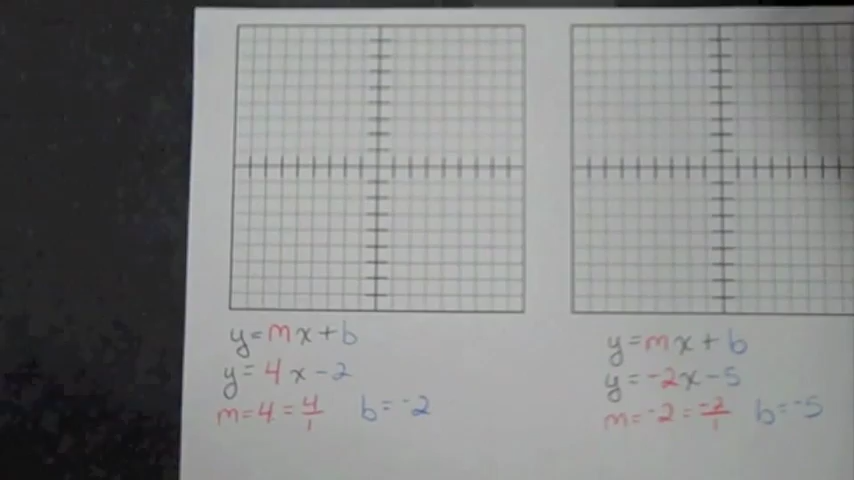 y=mx+b
y=4x-2
m=4=4/1 b=-2
y=mx+b
y=-2x-5
m=-2=-2/1 b=-5